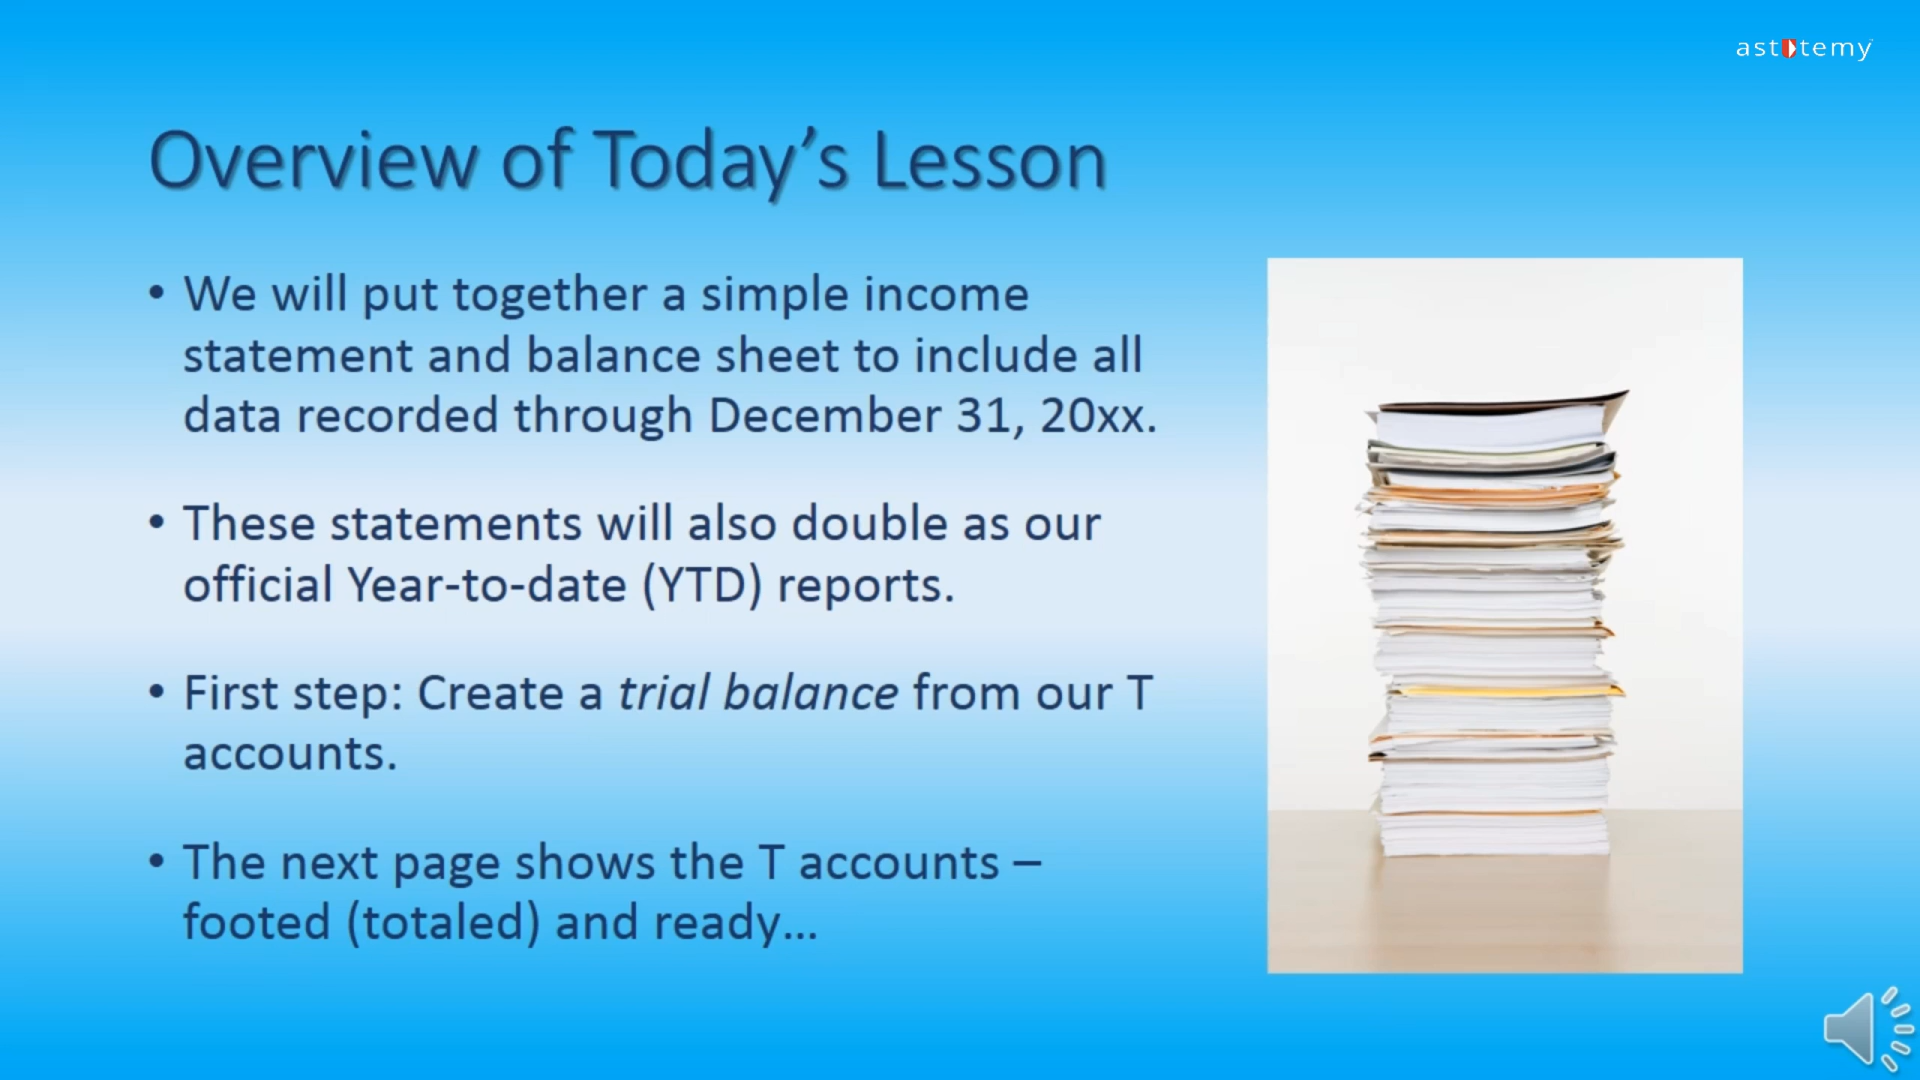 astutemy
Overview of Today’s Lesson
• We will put together a simple income
statement and balance sheet to include all
data recorded through December 31, 20xx.
• These statements will also double as our
official Year-to-date (YTD) reports.
• First step: Create a trial balance from our T
accounts.
• The next page shows the T accounts –
footed (totaled) and ready...